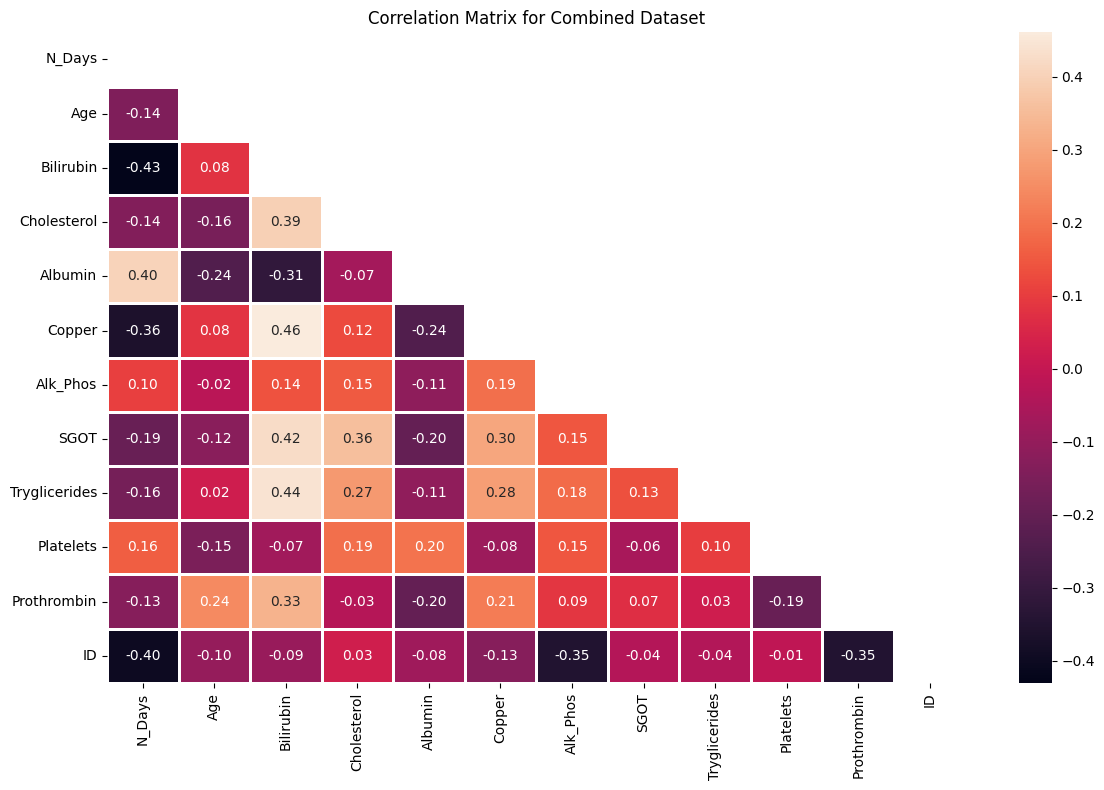 Correlation Matrix for Combined Dataset
N_Days
Age -0.14
Bilirubin -0.43 0.08
Cholesterol -0.14 -0.16 0.39
Albumin 0.40 -0.24 -0.31 -0.07
Copper -0.36 0.08 0.46 0.12 -0.24
Alk_Phos 0.10 -0.02 0.14 0.15 -0.11 0.19
SGOT -0.19 -0.12 0.42 0.36 -0.20 0.30 0.15
Tryglicerides -0.16 0.02 0.44 0.27 -0.11 0.28 0.18 0.13
Platelets 0.16 -0.15 -0.07 0.19 0.20 -0.08 0.15 -0.06 0.10
Prothrombin -0.13 0.24 0.33 -0.03 -0.20 0.21 0.09 0.07 0.03 -0.19
ID -0.40 -0.10 -0.09 0.03 -0.08 -0.13 -0.35 -0.04 -0.04 -0.01 -0.35
N_Days Age Bilirubin Cholesterol Albumin Copper Alk_Phos SGOT Tryglicerides Platelets Prothrombin ID
0.4
0.3
0.2
0.1
0.0
−0.1
−0.2
−0.3
−0.4